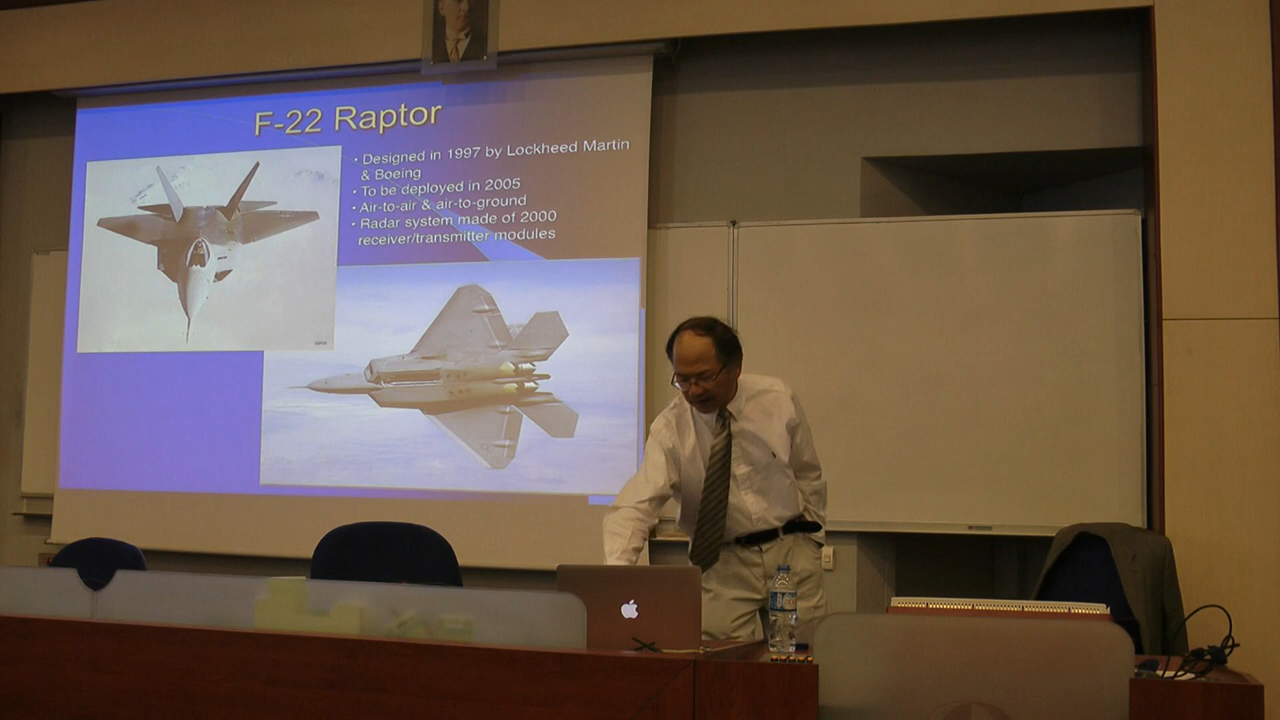 F-22 Raptor
• Designed in 1997 by Lockheed Martin
& Boeing
• To be deployed in 2005
• Air-to-air & air-to-ground
• Radar system made of 2000
receiver/transmitter modules